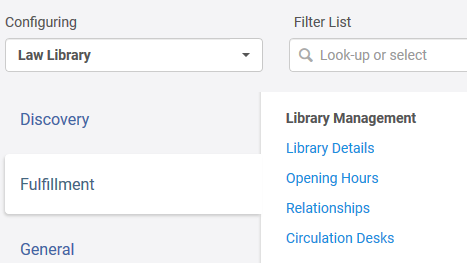 Configuring
Filter List
Law Library
Look-up or select
Discovery
Fulfillment
General
Library Management
Library Details
Opening Hours
Relationships
Circulation Desks